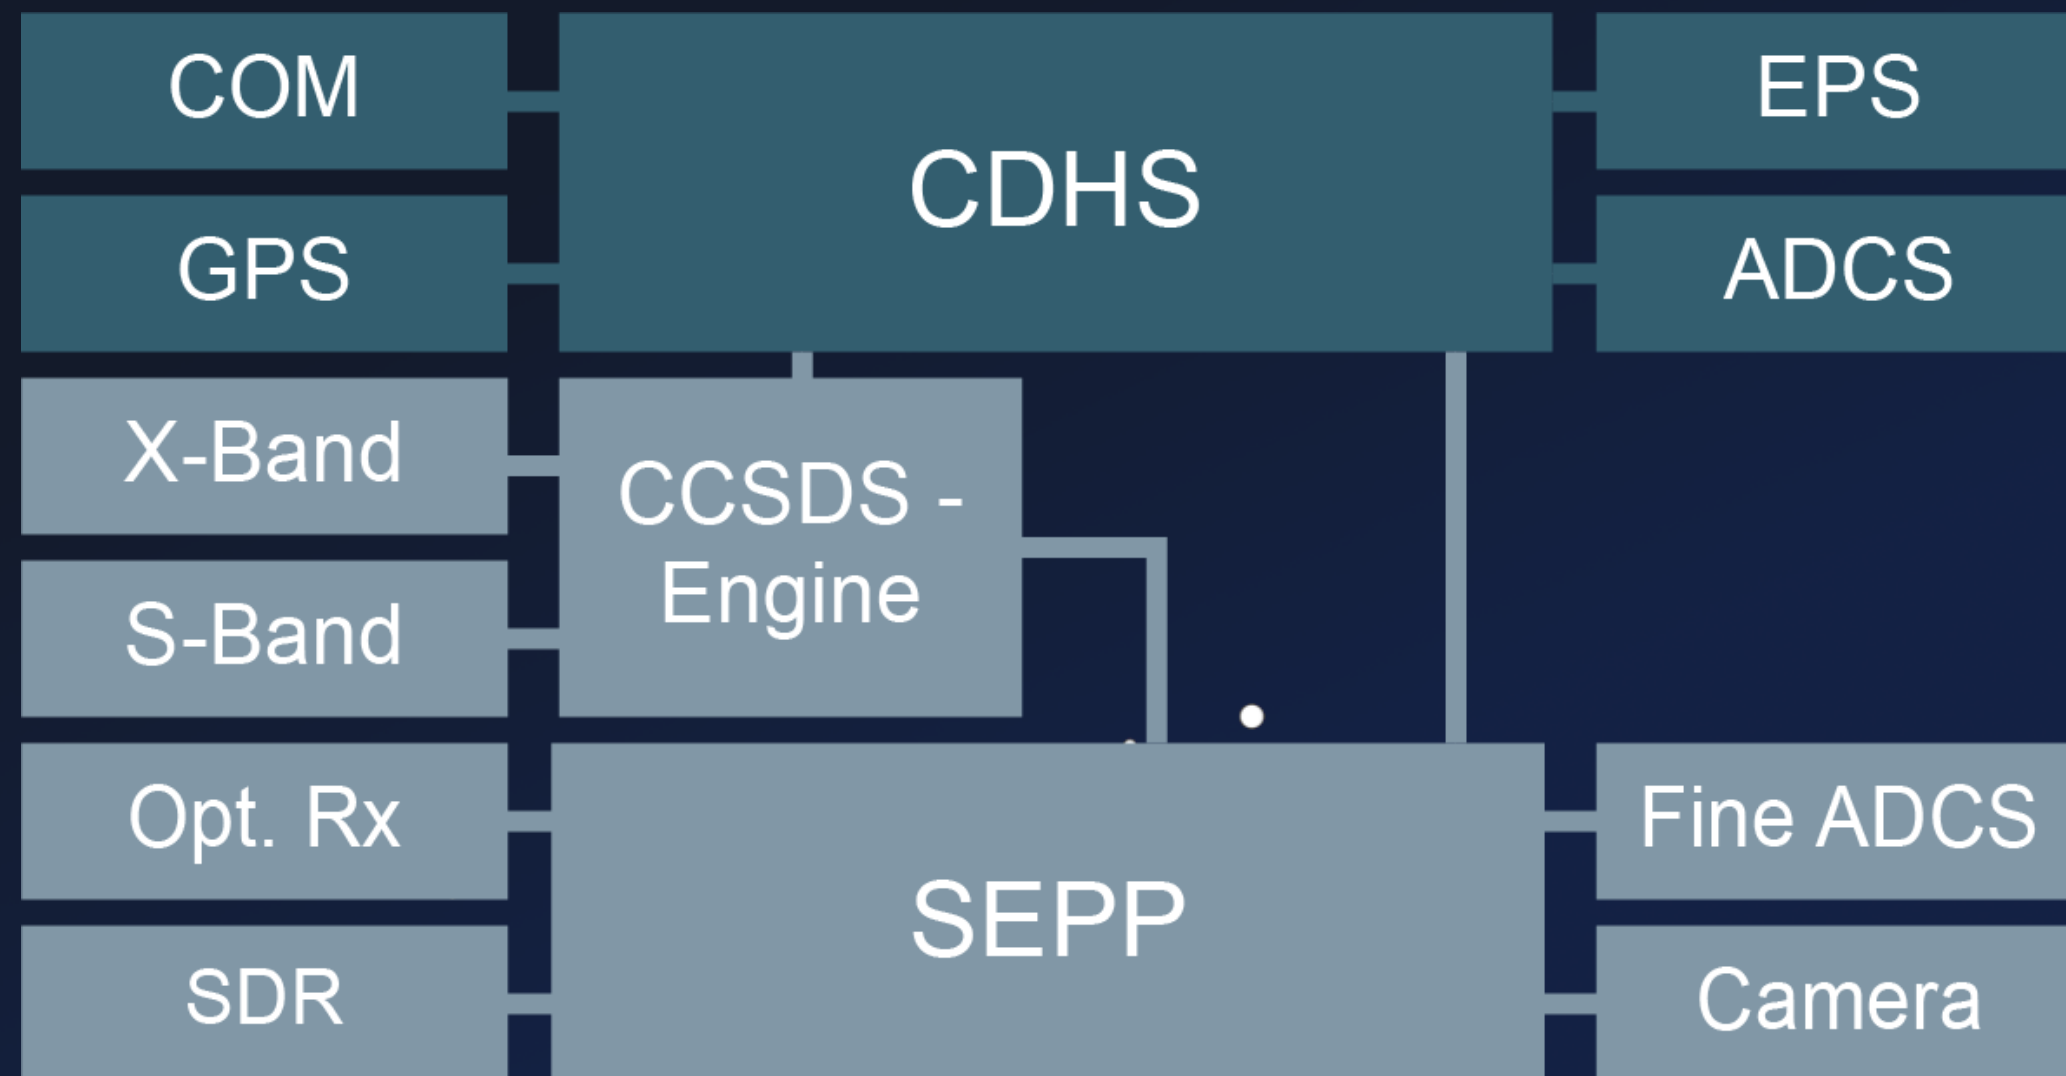 COM
CDHS
EPS
GPS
ADCS
X-Band
CCSDS -
Engine
S-Band
Opt. Rx
SEPP
Fine ADCS
SDR
Camera